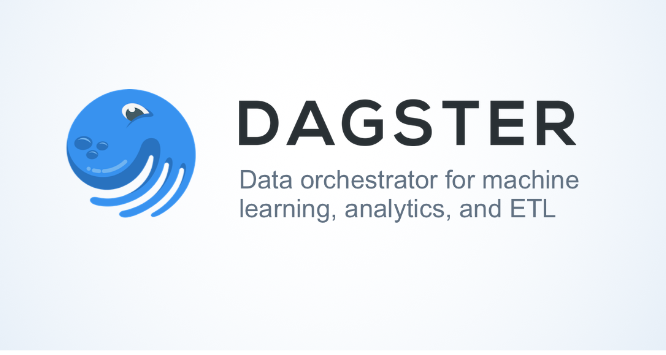 DAGSTER
Data orchestrator for machine
learning, analytics, and ETL